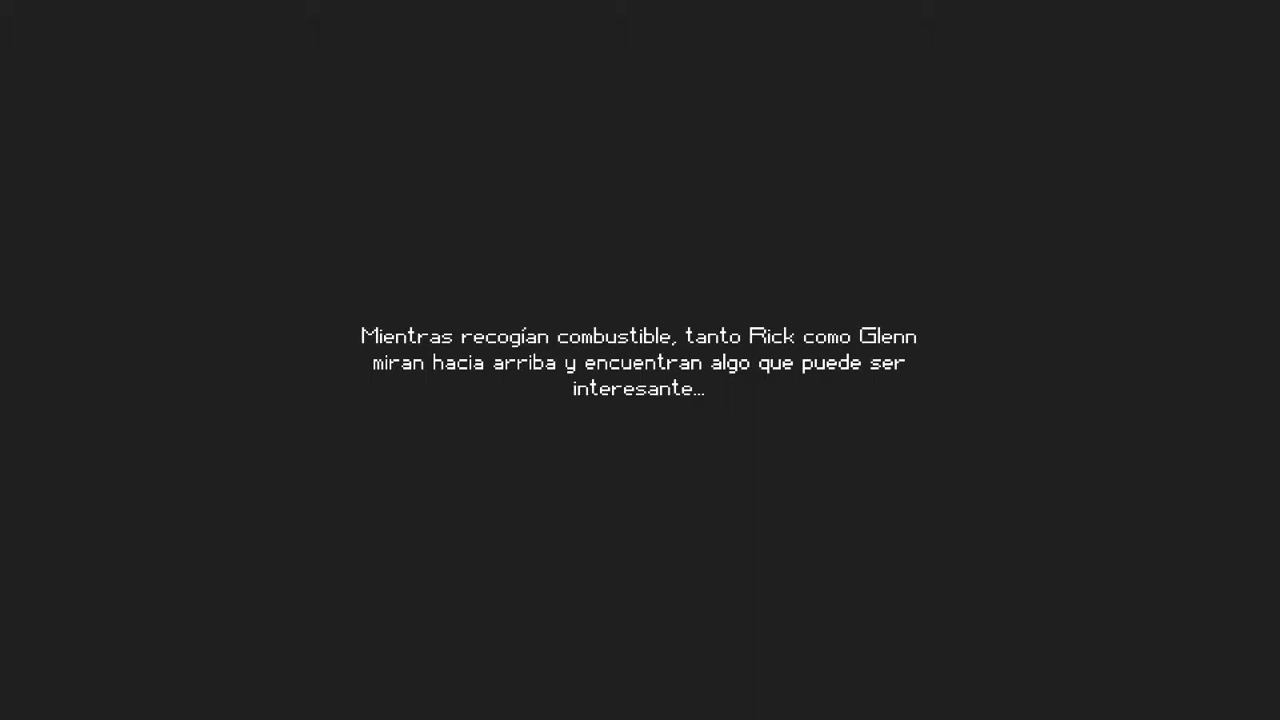 Mientras recogían combustible, tanto Rick como Glenn
miran hacia arriba y encuentran algo que puede ser
interesante...